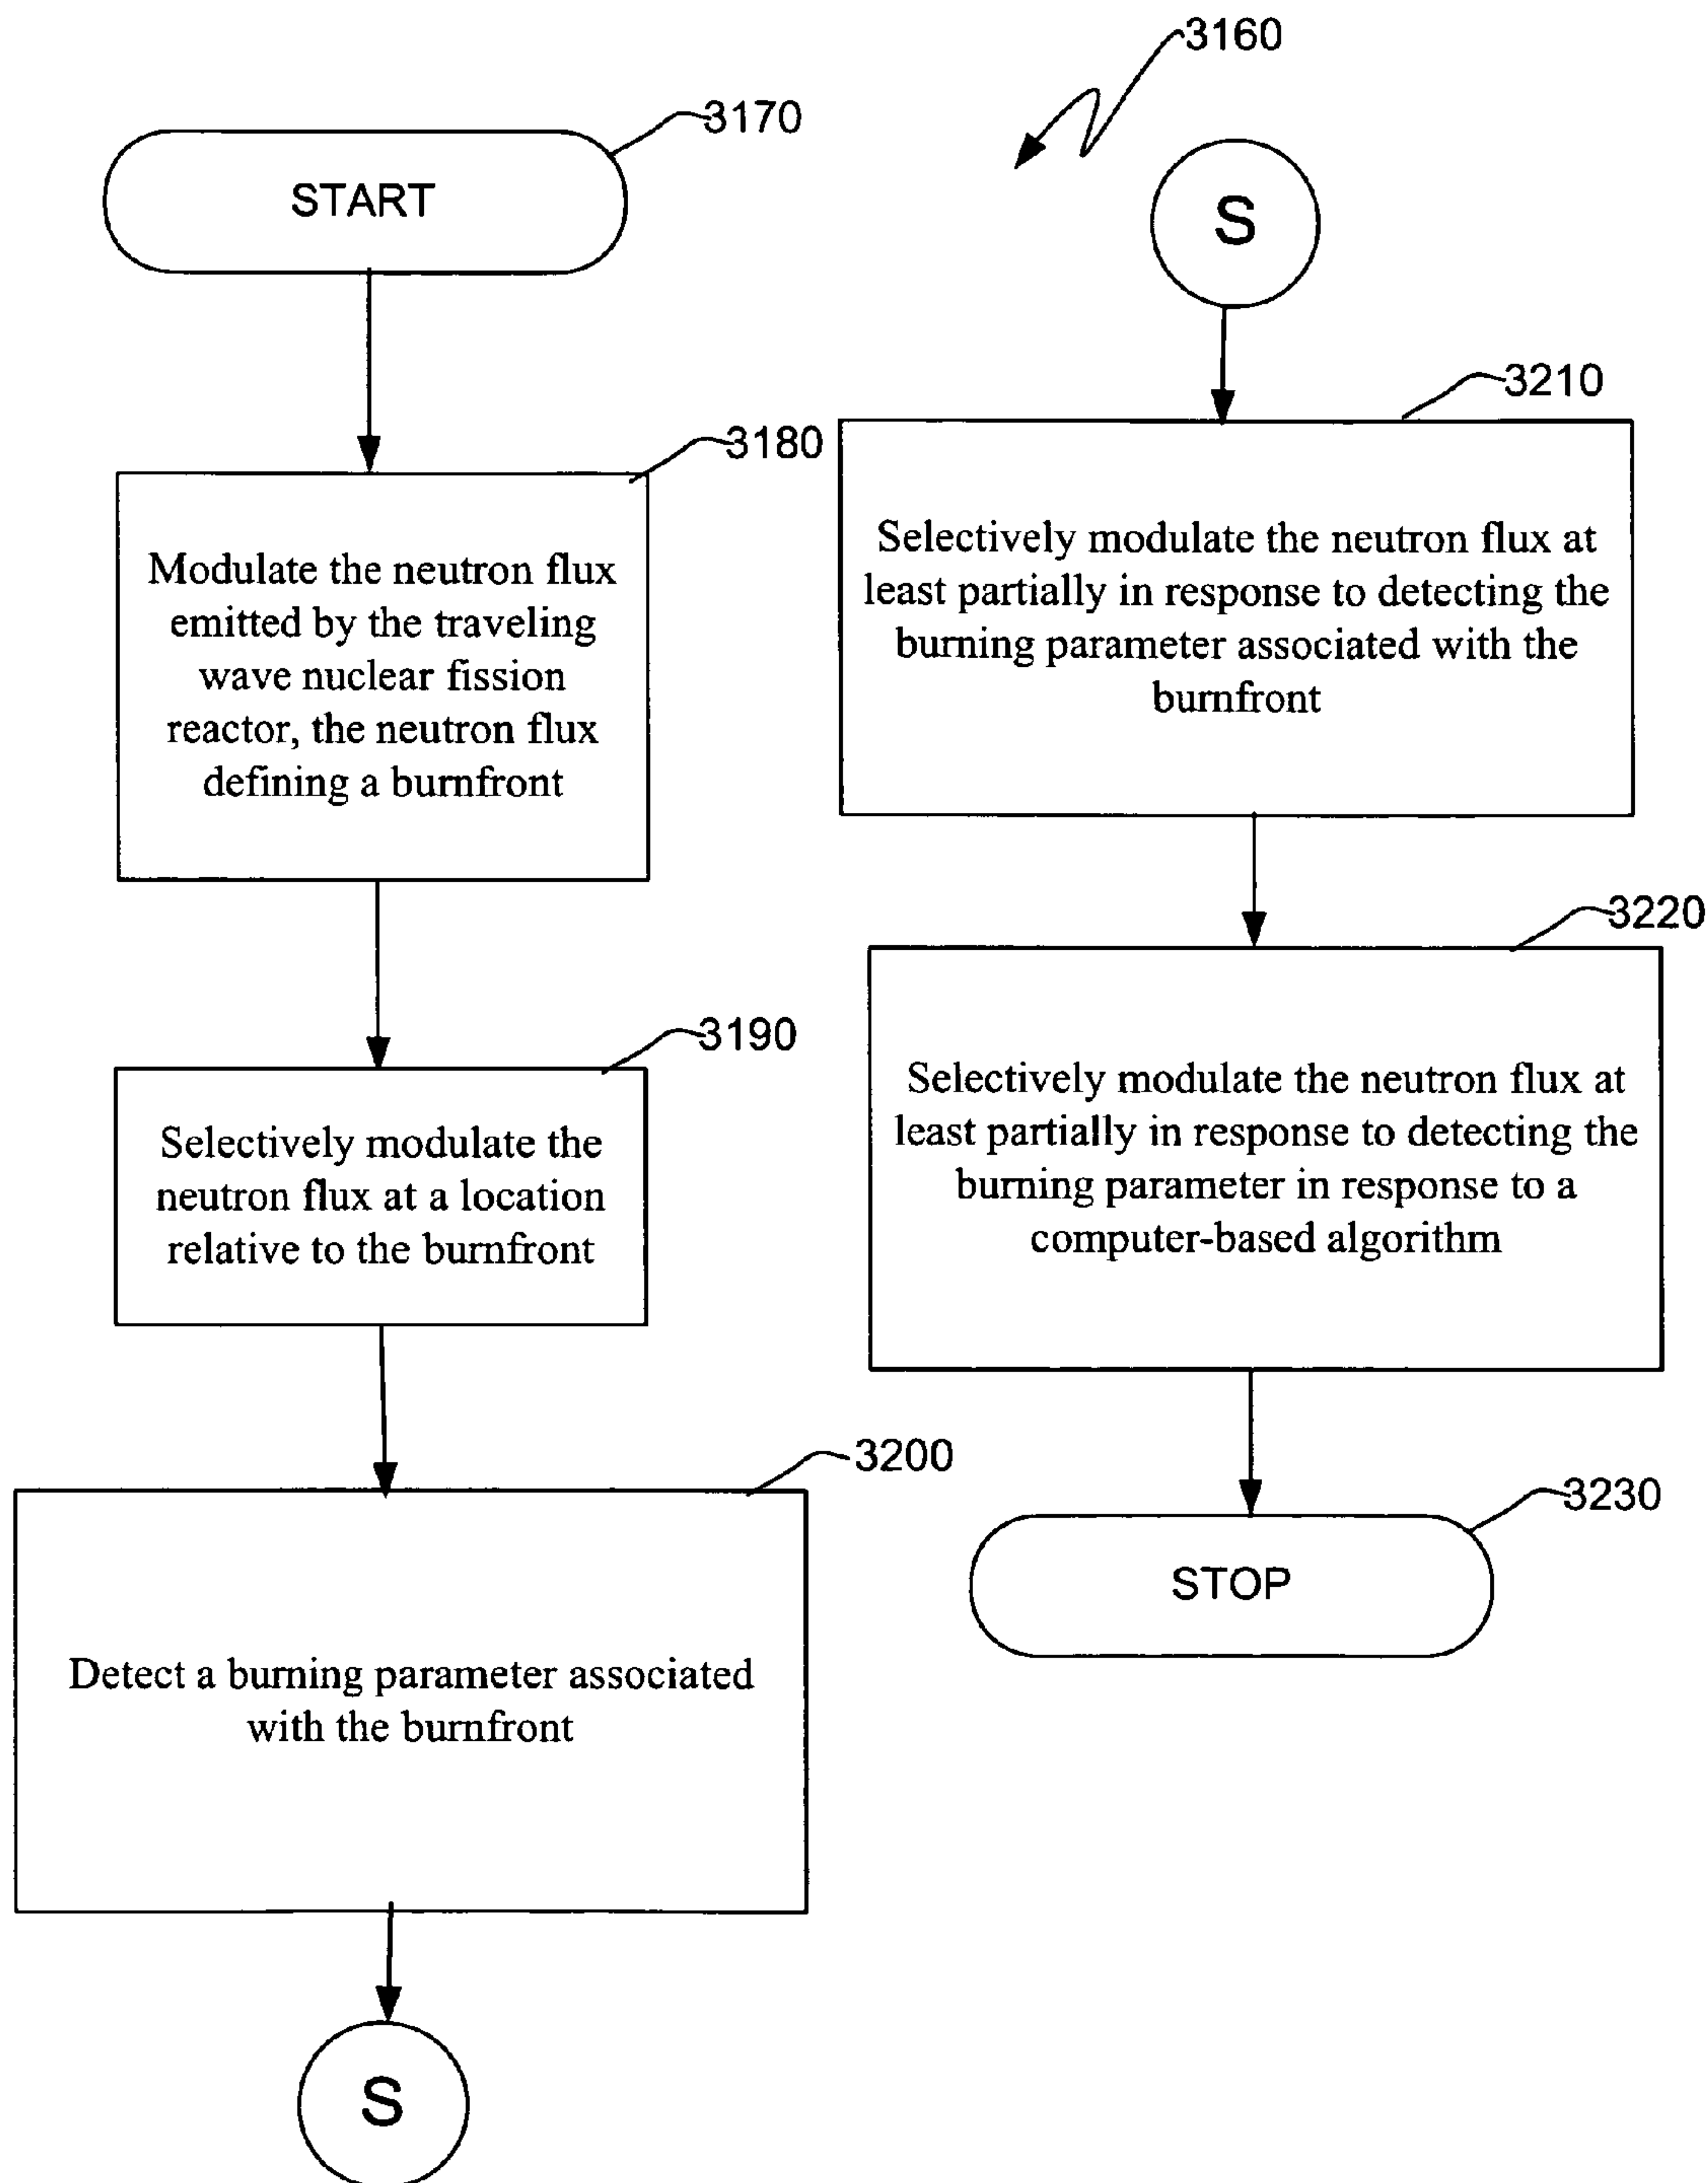 3170
START
3180
Modulate the neutron flux
emitted by the traveling
wave nuclear fission
reactor, the neutron flux
defining a burnfront
3190
Selectively modulate the
neutron flux at a location
relative to the burnfront
3200
Detect a burning parameter associated
with the burnfront
S
3160
S
3210
Selectively modulate the neutron flux at
least partially in response to detecting the
burning parameter associated with the
burnfront
3220
Selectively modulate the neutron flux at
least partially in response to detecting the
burning parameter in response to a
computer-based algorithm
3230
STOP